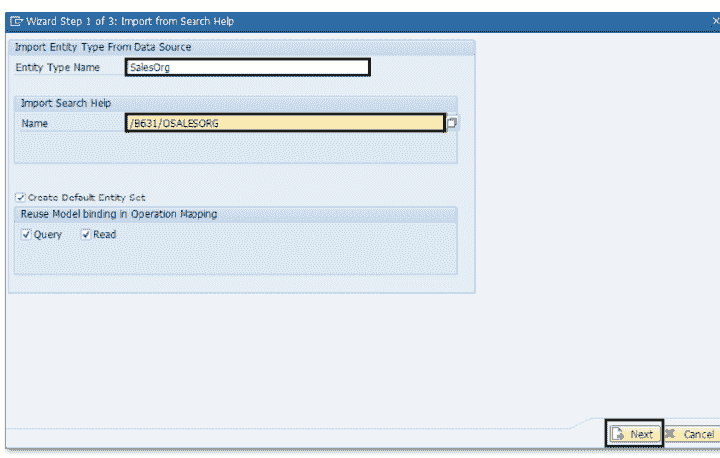 Wizard Step 1 of 3: Import from Search Help
Import Entity Type From Data Source
Entity Type Name SalesOrg
Import Search Help
Name /B631/OSALESORG
Create Default Entity Set
Reuse Model binding in Operation Mapping
Query Read
Next Cancel